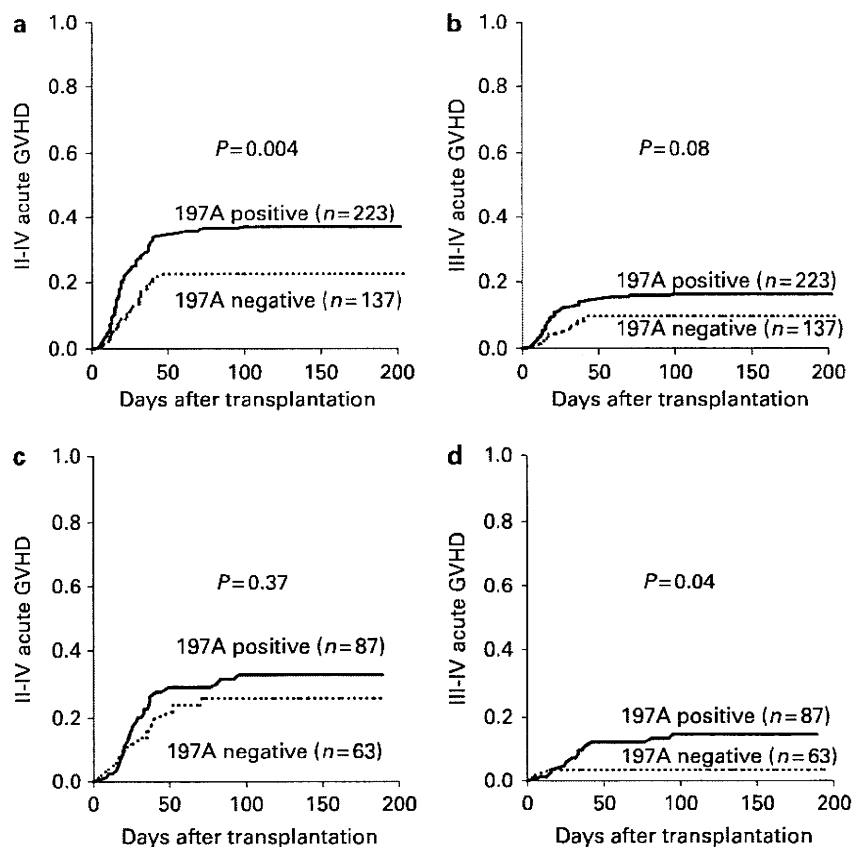 a
1.0
0.8
0.6
0.4
0.2
0.0
II-IV acute GVHD
P=0.004
197A positive (n=223)
197A negative (n=137)
0 50 100 150 200
Days after transplantation
b
1.0
0.8
0.6
0.4
0.2
0.0
III-IV acute GVHD
P=0.08
197A positive (n=223)
197A negative (n=137)
0 50 100 150 200
Days after transplantation
c
1.0
0.8
0.6
0.4
0.2
0.0
II-IV acute GVHD
P=0.37
197A positive (n=87)
197A negative (n=63)
0 50 100 150 200
Days after transplantation
d
1.0
0.8
0.6
0.4
0.2
0.0
III-IV acute GVHD
P=0.04
197A positive (n=87)
197A negative (n=63)
0 50 100 150 200
Days after transplantation